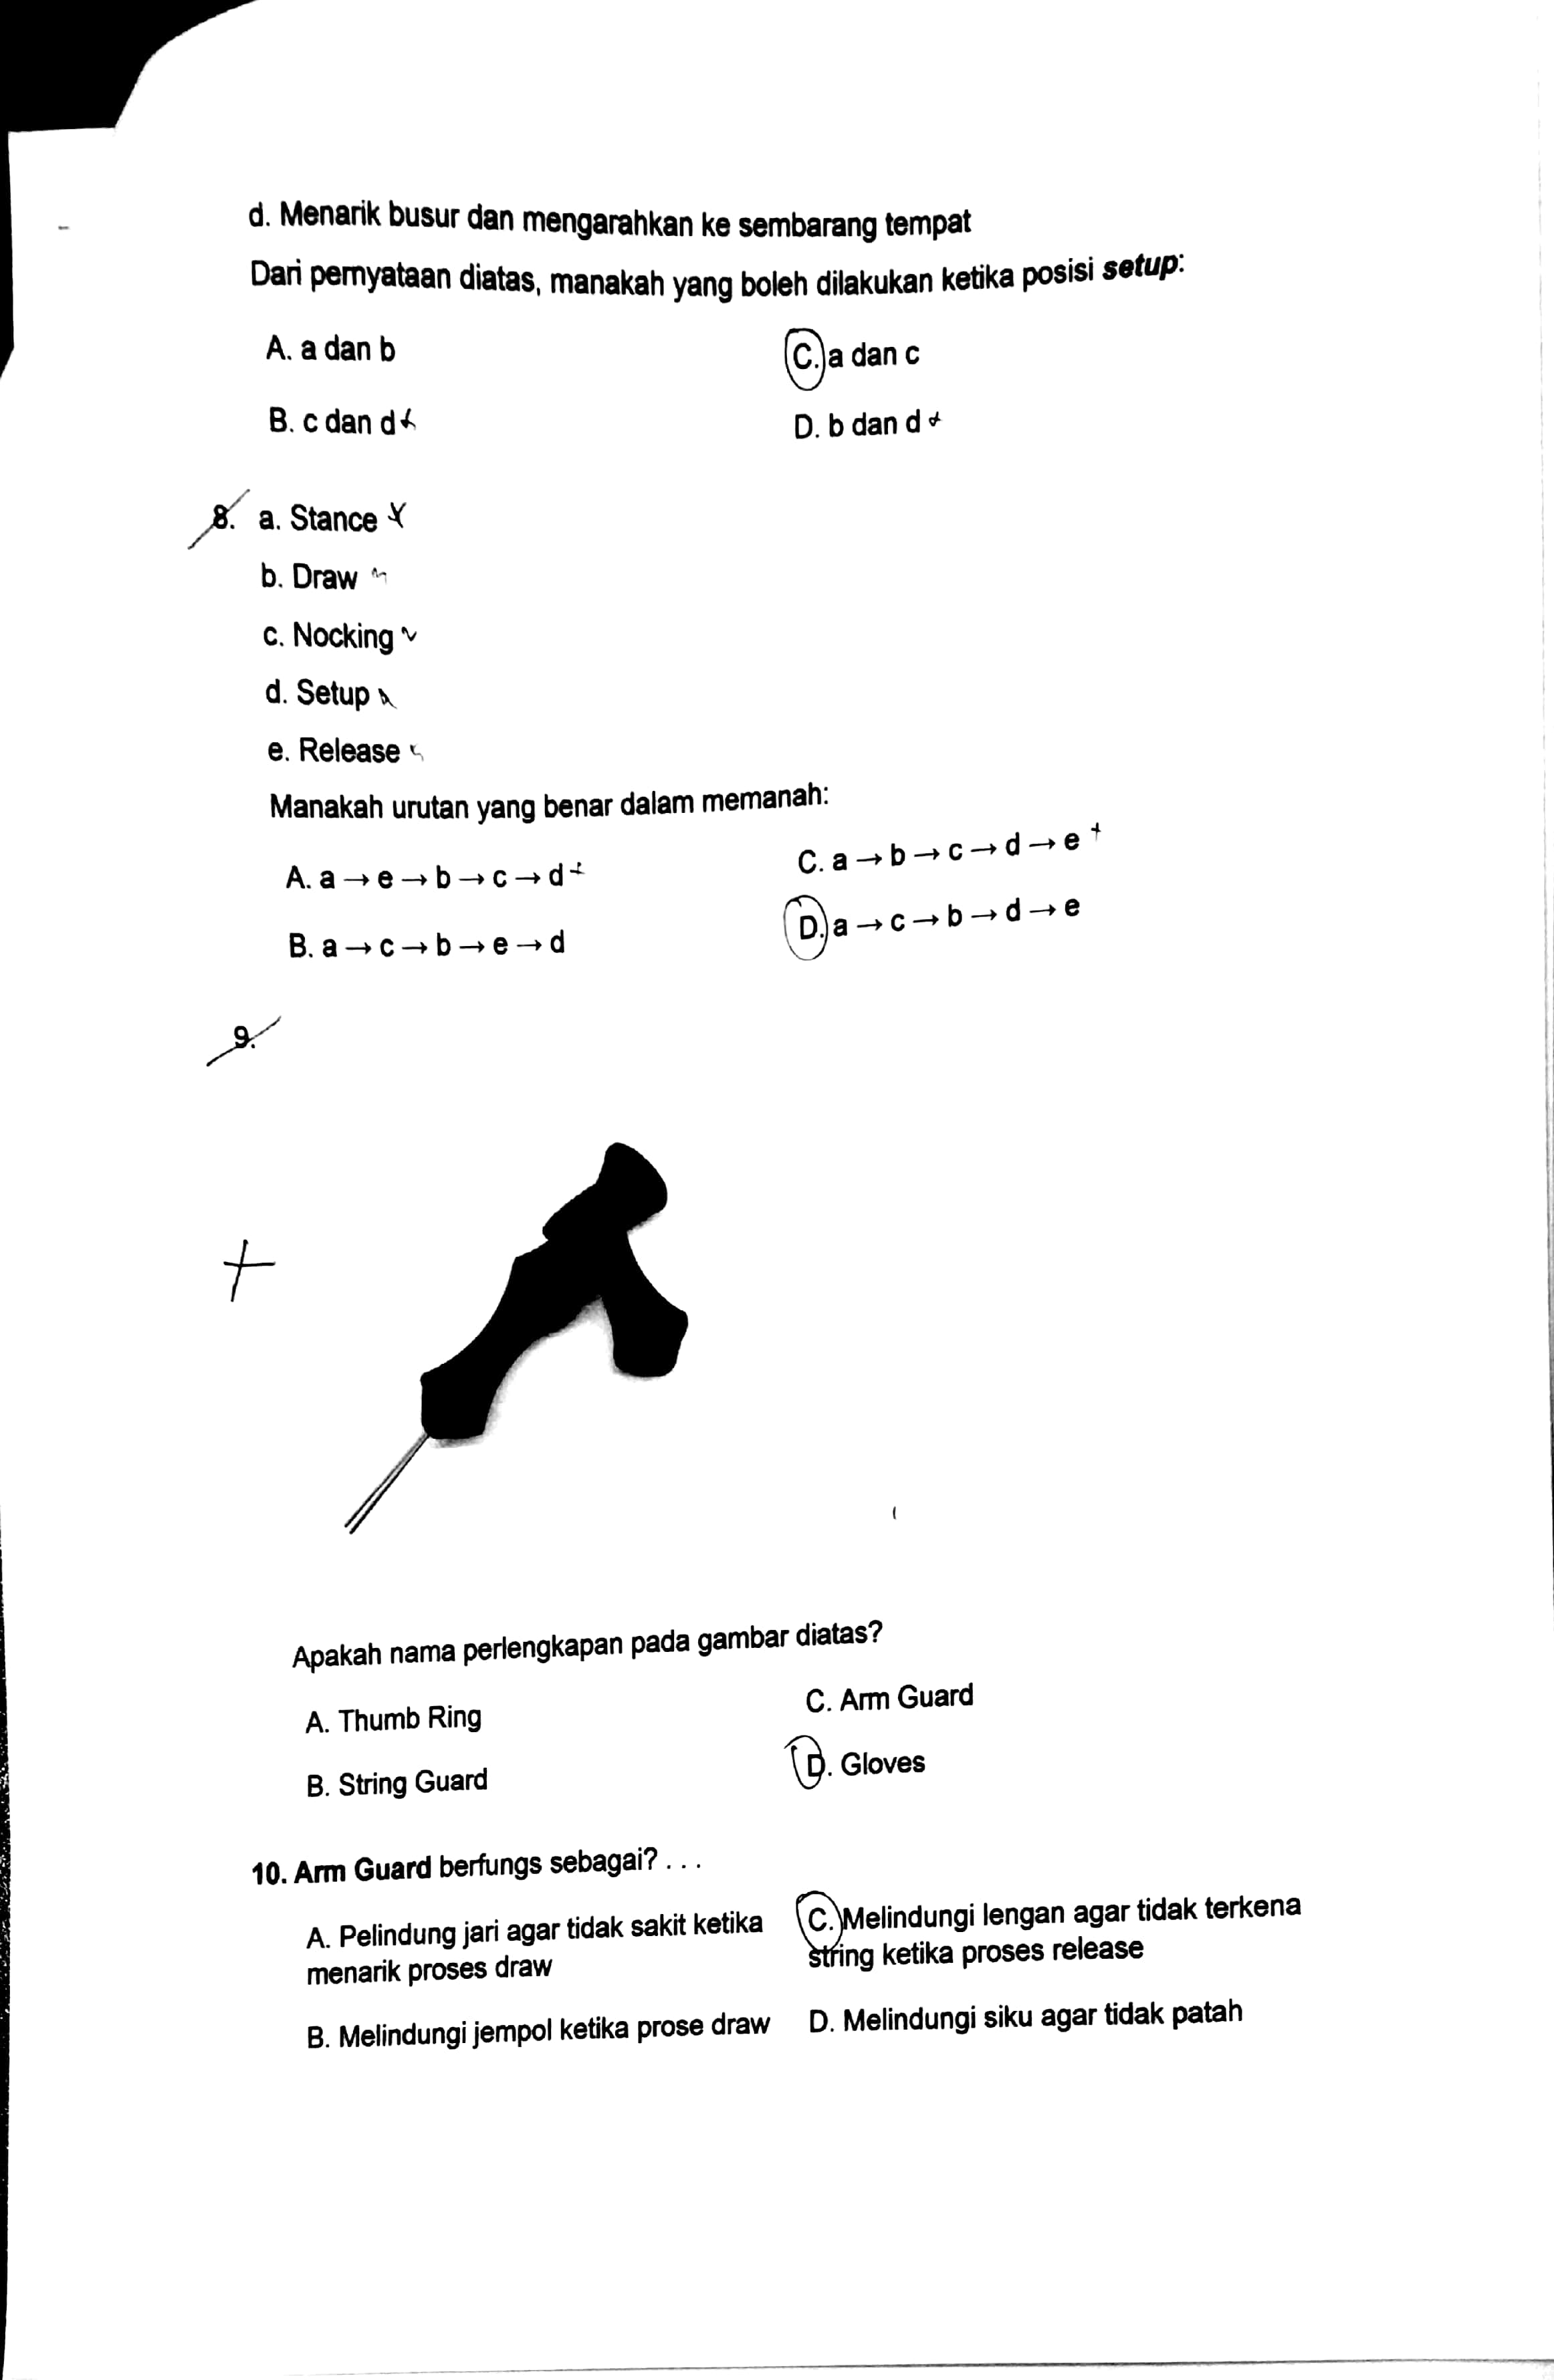 d. Menarik busur dan mengarahkan ke sembarang tempat
Dari pernyataan diatas, manakah yang boleh dilakukan ketika posisi setup:
A. a dan b
C. a dan c
B. c dan d
D. b dan d
8. a. Stance
b. Draw
c. Nocking
d. Setup
e. Release
Manakah urutan yang benar dalam memanah:
A. a → e → b → c → d
C. a → b → c → d → e
B. a → c → b → e → d
D. a → c → b → d → e
9.
Apakah nama perlengkapan pada gambar diatas?
A. Thumb Ring
C. Arm Guard
B. String Guard
D. Gloves
10. Arm Guard berfungs sebagai? . . .
A. Pelindung jari agar tidak sakit ketika
menarik proses draw
C. Melindungi lengan agar tidak terkena
string ketika proses release
B. Melindungi jempol ketika prose draw
D. Melindungi siku agar tidak patah